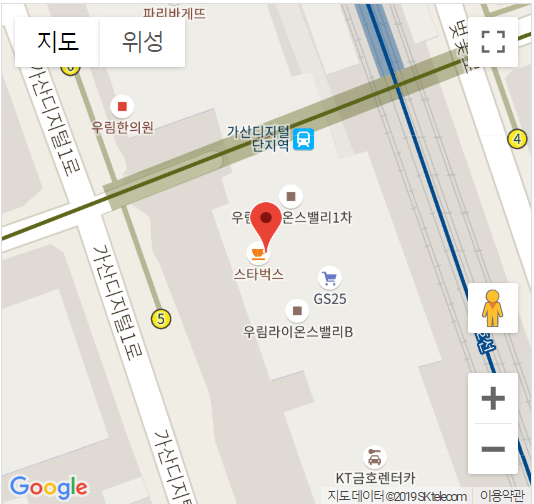 파리바게뜨
지도
위성
가산디지털1로
우림한의원
가산디지털
단지역
4
우림라이온스밸리1차
스타벅스
GS25
가산디지털1로
5
우림라이온스밸리B
가산디지털1로
KT금호렌터카
Google
지도 데이터 ©2019 SK telecom
이용약관